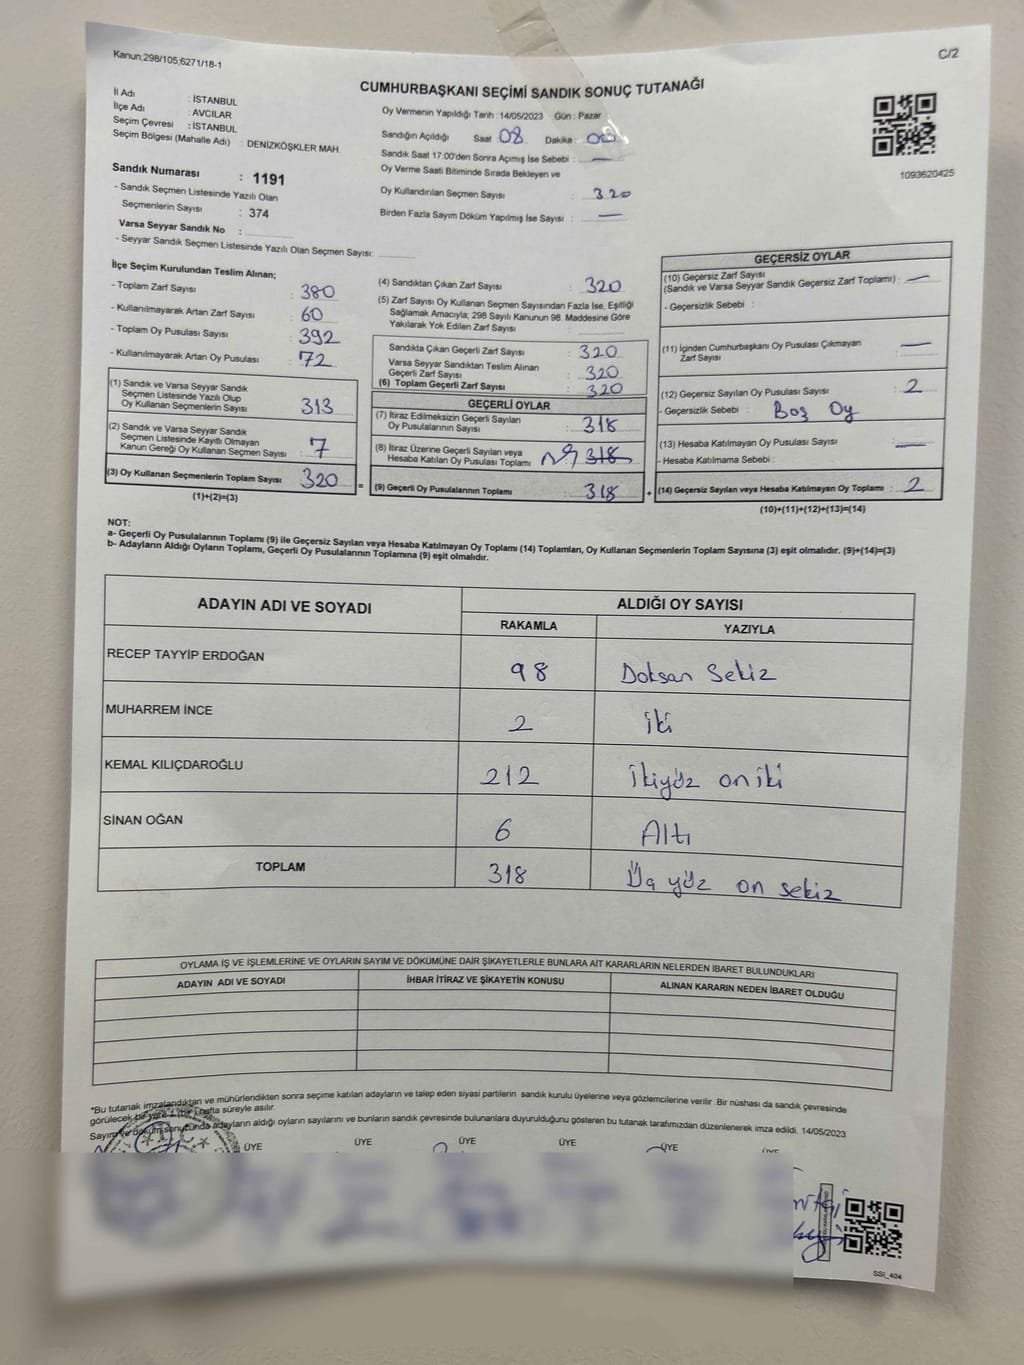 Kanun;298/105;6271/18-1
C/2
CUMHURBAŞKANI SEÇİMİ SANDIK SONUÇ TUTANAĞI
İl Adı : İSTANBUL
İlçe Adı : AVCILAR
Seçim Çevresi : İSTANBUL
Seçim Bölgesi (Mahalle Adı) : DENİZKÖŞKLER MAH.
Sandık Numarası : 1191
- Sandık Seçmen Listesinde Yazılı Olan
Seçmenlerin Sayısı : 374
Varsa Seyyar Sandık No :
- Seyyar Sandık Seçmen Listesinde Yazılı Olan Seçmen Sayısı:
Oy Vermenin Yapıldığı Tarih : 14/05/2023 Gün : Pazar
Sandığın Açıldığı Saat : 08 Dakika : 00
Sandık Saat 17:00'den Sonra Açımış İse Sebebi : —
Oy Verme Saati Bitiminde Sırada Bekleyen ve
Oy Kullandırılan Seçmen Sayısı : 320
Birden Fazla Sayım Döküm Yapılmış İse Sayısı : —
1093620425
İlçe Seçim Kurulundan Teslim Alınan;
- Toplam Zarf Sayısı : 380
- Kullanılmayarak Artan Zarf Sayısı : 60
- Toplam Oy Pusulası Sayısı : 392
- Kullanılmayarak Artan Oy Pusulası : 72
(1) Sandık ve Varsa Seyyar Sandık
Seçmen Listesinde Yazılı Olup
Oy Kullanan Seçmenlerin Sayısı : 313
(2) Sandık ve Varsa Seyyar Sandık
Seçmen Listesinde Kayıtlı Olmayan
Kanun Gereği Oy Kullanan Seçmen Sayısı : 7
(3) Oy Kullanan Seçmenlerin Toplam Sayısı : 320
(1)+(2)=(3)
(4) Sandıktan Çıkan Zarf Sayısı : 320
(5) Zarf Sayısı Oy Kullanan Seçmen Sayısından Fazla İse, Eşitliği
Sağlamak Amacıyla; 298 Sayılı Kanunun 98. Maddesine Göre
Yakılarak Yok Edilen Zarf Sayısı :
Sandıkta Çıkan Geçerli Zarf Sayısı : 320
Varsa Seyyar Sandıktan Teslim Alınan
Geçerli Zarf Sayısı : 320
(6) Toplam Geçerli Zarf Sayısı : 320
GEÇERLİ OYLAR
(7) İtiraz Edilmeksizin Geçerli Sayılan
Oy Pusulalarının Sayısı : 318
(8) İtiraz Üzerine Geçerli Sayılan veya
Hesaba Katılan Oy Pusulası Toplamı 318
= (9) Geçerli Oy Pusulalarının Toplamı : 318 +
GEÇERSİZ OYLAR
(10) Geçersiz Zarf Sayısı
(Sandık ve Varsa Seyyar Sandık Geçersiz Zarf Toplamı) : —
- Geçersizlik Sebebi :
(11) İçinden Cumhurbaşkanı Oy Pusulası Çıkmayan
Zarf Sayısı : —
(12) Geçersiz Sayılan Oy Pusulası Sayısı : 2
- Geçersizlik Sebebi : Boş Oy
(13) Hesaba Katılmayan Oy Pusulası Sayısı : —
- Hesaba Katılmama Sebebi :
(14) Geçersiz Sayılan veya Hesaba Katılmayan Oy Toplamı : 2
(10)+(11)+(12)+(13)=(14)
NOT:
a- Geçerli Oy Pusulalarının Toplamı (9) ile Geçersiz Sayılan veya Hesaba Katılmayan Oy Toplamı (14) Toplamları, Oy Kullanan Seçmenlerin Toplam Sayısına (3) eşit olmalıdır. (9)+(14)=(3)
b- Adayların Aldığı Oyların Toplamı, Geçerli Oy Pusulalarının Toplamına (9) eşit olmalıdır.
ADAYIN ADI VE SOYADI ALDIĞI OY SAYISI
RAKAMLA YAZIYLA
RECEP TAYYİP ERDOĞAN 98 Doksan Sekiz
MUHARREM İNCE 2 iki
KEMAL KILIÇDAROĞLU 212 ikiyüz oniki
SİNAN OĞAN 6 Altı
TOPLAM 318 Üç yüz on sekiz
OYLAMA İŞ VE İŞLEMLERİNE VE OYLARIN SAYIM VE DÖKÜMÜNE DAİR ŞİKAYETLERLE BUNLARA AİT KARARLARIN NELERDEN İBARET BULUNDUKLARI
ADAYIN ADI VE SOYADI İHBAR İTİRAZ VE ŞİKAYETİN KONUSU ALINAN KARARIN NEDEN İBARET OLDUĞU
*Bu tutanak imzalandıktan ve mühürlendikten sonra seçime katılan adayların ve talep eden siyasi partilerin sandık kurulu üyelerine veya gözlemcilerine verilir. Bir nüshası da sandık çevresinde
görülecek bir yere 1 (bir) hafta süreyle asılır.
Sayım ve döküm sonucunda adayların aldığı oyların sayılarını ve bunların sandık çevresinde bulunanlara duyurulduğunu gösteren bu tutanak tarafımızdan düzenlenerek imza edildi. 14/05/2023
ÜYE ÜYE ÜYE ÜYE ÜYE ÜYE
SSI_404